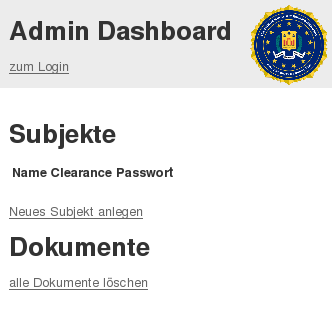 Admin Dashboard
zum Login
Subjekte
Name Clearance Passwort
Neues Subjekt anlegen
Dokumente
alle Dokumente löschen